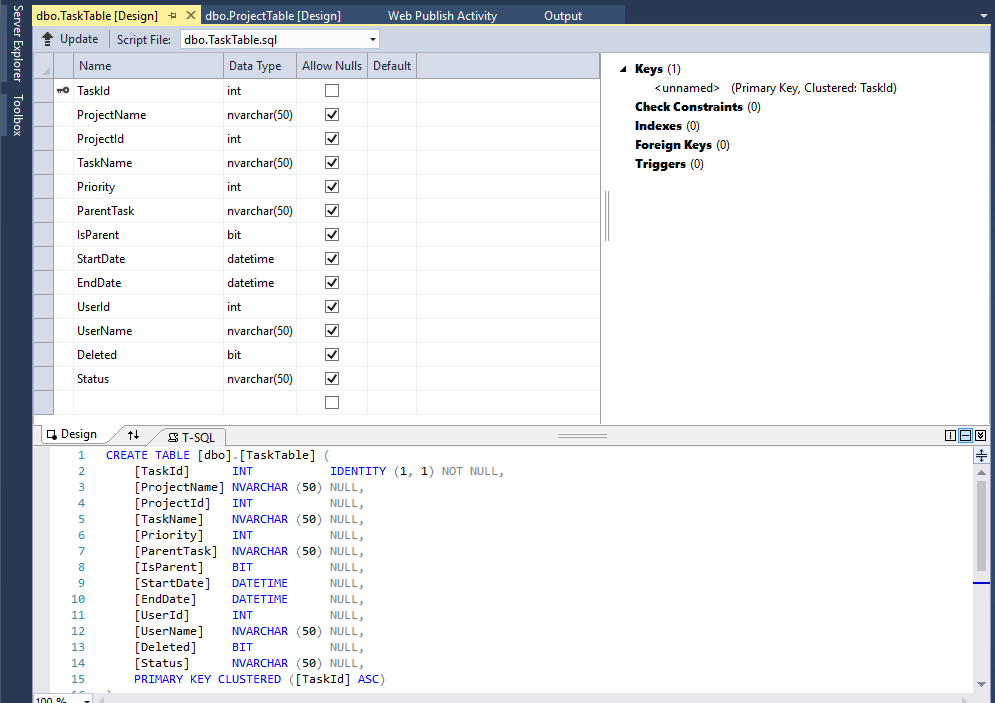 dbo.TaskTable [Design]
dbo.ProjectTable [Design]
Web Publish Activity
Output
Server Explorer
Toolbox
Update
Script File:
dbo.TaskTable.sql
Name Data Type Allow Nulls Default
TaskId int
ProjectName nvarchar(50)
ProjectId int
TaskName nvarchar(50)
Priority int
ParentTask nvarchar(50)
IsParent bit
StartDate datetime
EndDate datetime
UserId int
UserName nvarchar(50)
Deleted bit
Status nvarchar(50)
Keys (1)
<unnamed> (Primary Key, Clustered: TaskId)
Check Constraints (0)
Indexes (0)
Foreign Keys (0)
Triggers (0)
Design
T-SQL
1 CREATE TABLE [dbo].[TaskTable] (
2 [TaskId] INT IDENTITY (1, 1) NOT NULL,
3 [ProjectName] NVARCHAR (50) NULL,
4 [ProjectId] INT NULL,
5 [TaskName] NVARCHAR (50) NULL,
6 [Priority] INT NULL,
7 [ParentTask] NVARCHAR (50) NULL,
8 [IsParent] BIT NULL,
9 [StartDate] DATETIME NULL,
10 [EndDate] DATETIME NULL,
11 [UserId] INT NULL,
12 [UserName] NVARCHAR (50) NULL,
13 [Deleted] BIT NULL,
14 [Status] NVARCHAR (50) NULL,
15 PRIMARY KEY CLUSTERED ([TaskId] ASC)
100 %